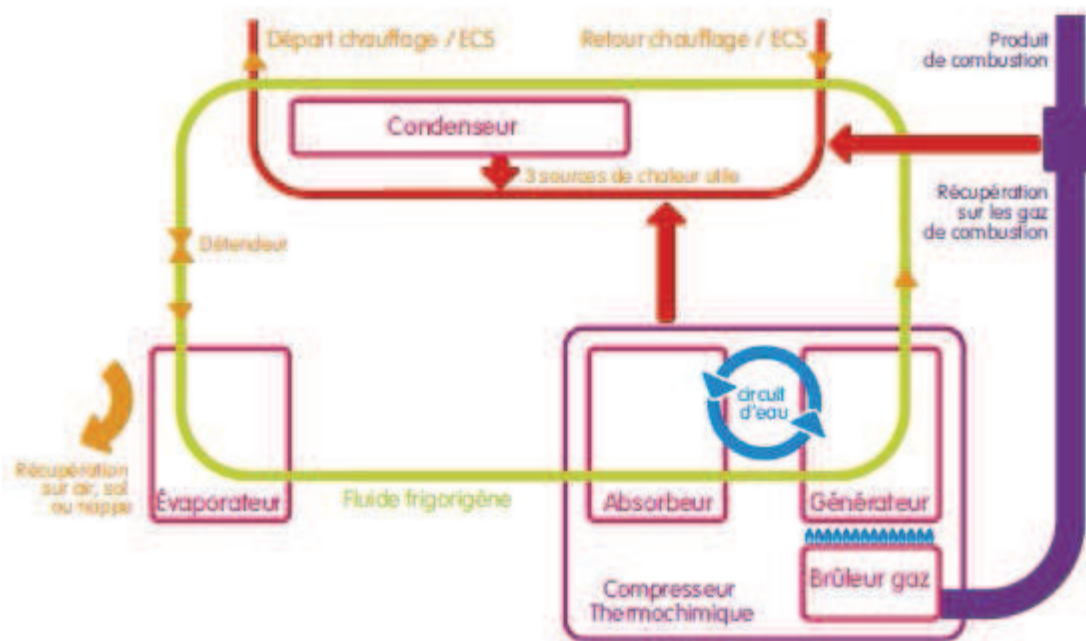 Départ chauffage / ECS
Retour chauffage / ECS
Produit
de combustion
Condenseur
3 sources de chaleur utile
Récupération
sur les gaz
de combustion
Détendeur
circuit
d'eau
Récupération
sur air, sol
ou nappe
Évaporateur
Fluide frigorigène
Absorbeur
Générateur
Brûleur gaz
Compresseur
Thermochimique